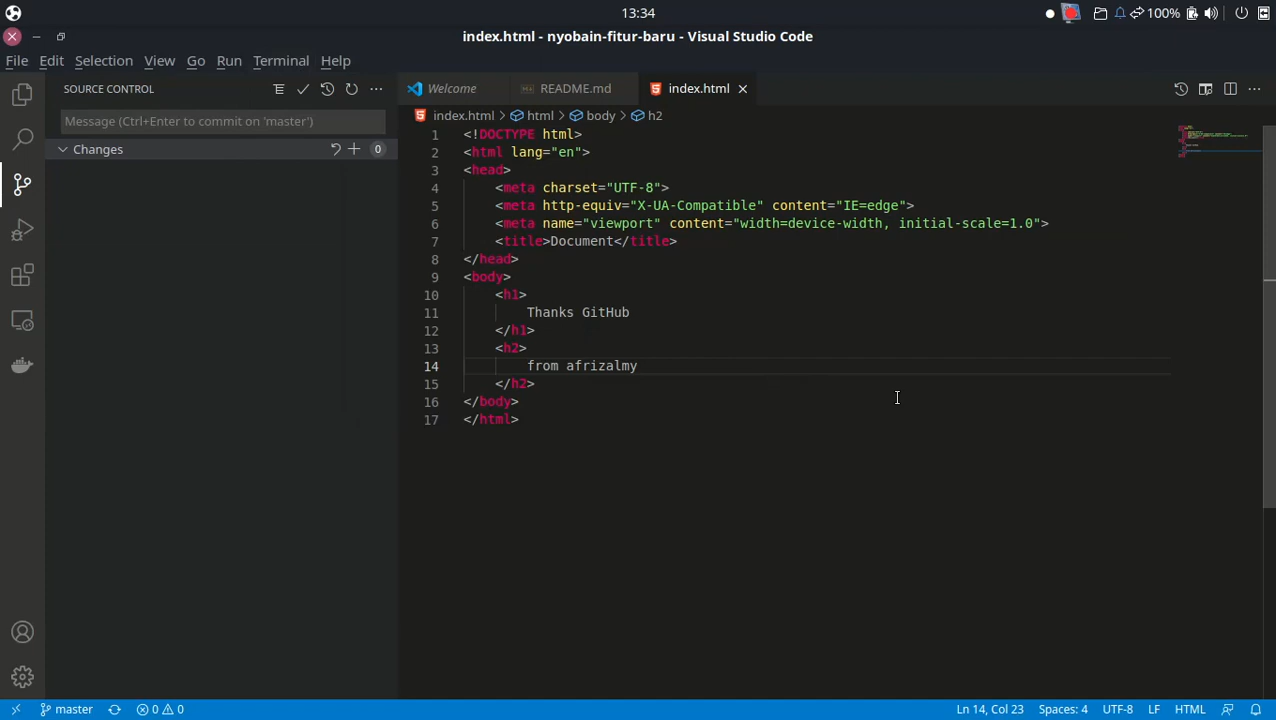 13:34
100%
index.html - nyobain-fitur-baru - Visual Studio Code
File Edit Selection View Go Run Terminal Help
SOURCE CONTROL
Message (Ctrl+Enter to commit on 'master')
Changes 0
Welcome README.md index.html
index.html > html > body > h2
1 <!DOCTYPE html>
2 <html lang="en">
3 <head>
4 <meta charset="UTF-8">
5 <meta http-equiv="X-UA-Compatible" content="IE=edge">
6 <meta name="viewport" content="width=device-width, initial-scale=1.0">
7 <title>Document</title>
8 </head>
9 <body>
10 <h1>
11 Thanks GitHub
12 </h1>
13 <h2>
14 from afrizalmy
15 </h2>
16 </body>
17 </html>
master 0 0 Ln 14, Col 23 Spaces: 4 UTF-8 LF HTML